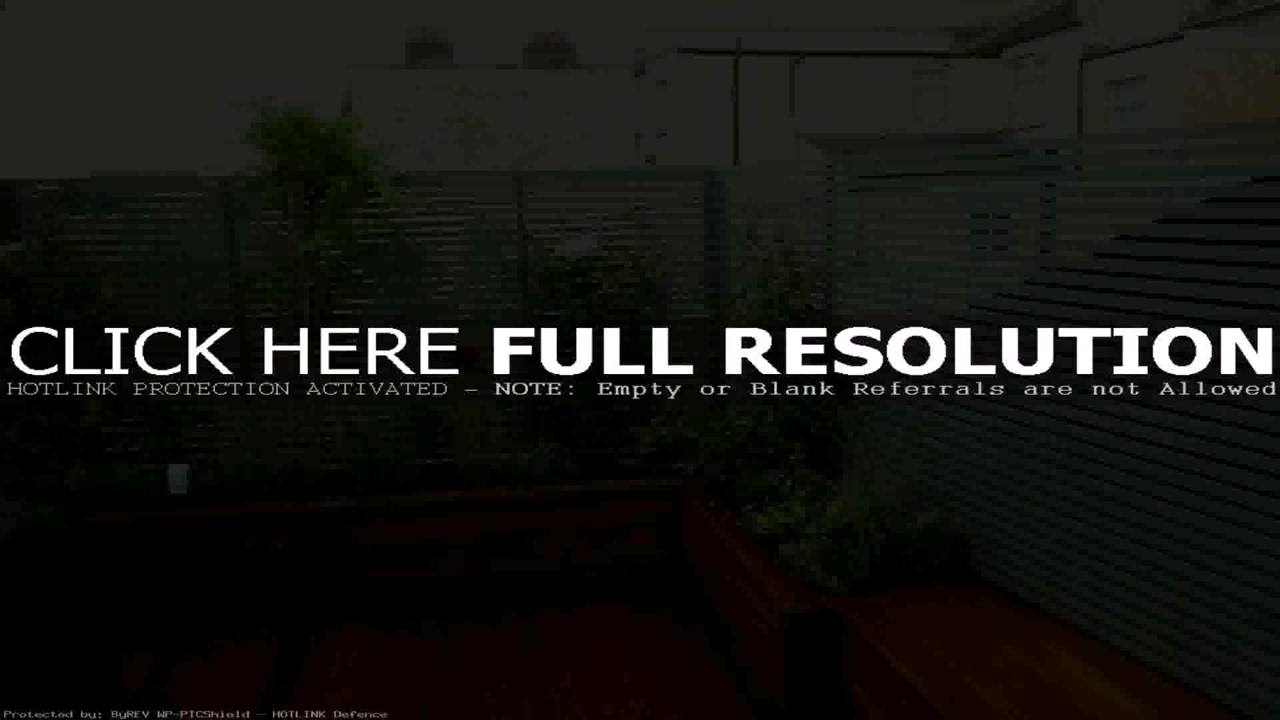 CLICK HERE FULL RESOLUTION
HOTLINK PROTECTION ACTIVATED - NOTE: Empty or Blank Referrals are not Allowed
Protected by: ByREV WP-PICShield - HOTLINK Defence